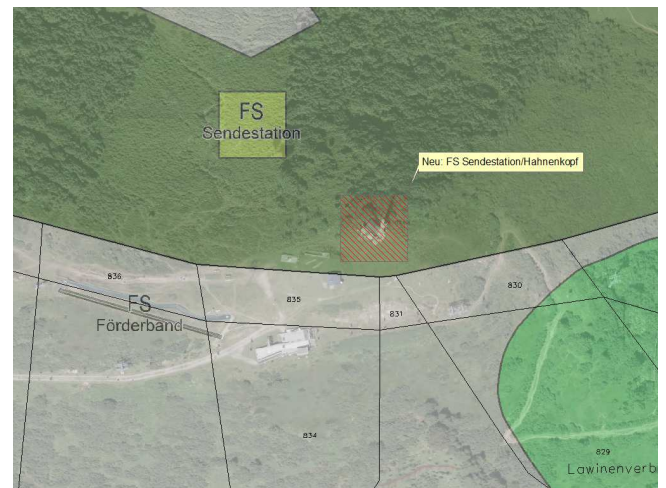 FS
Sendestation
Neu: FS Sendestation/Hahnenkopf
836
FS
Förderband
835
831
830
834
829
Lawinenverb